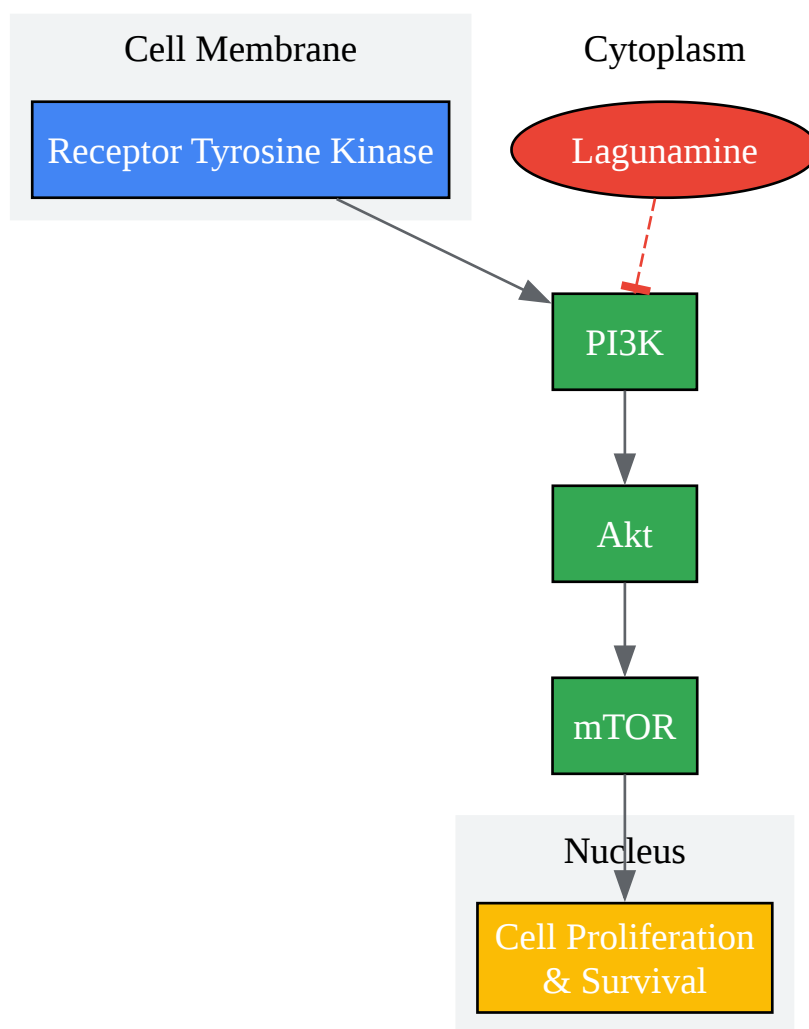 Cell Membrane
Cytoplasm
Receptor Tyrosine Kinase
Lagunamine
PI3K
Akt
mTOR
Nucleus
Cell Proliferation
& Survival